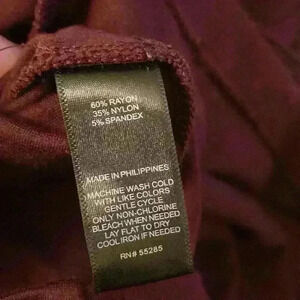 60% RAYON
35% NYLON
5% SPANDEX
MADE IN PHILIPPINES
MACHINE WASH COLD
WITH LIKE COLORS
GENTLE CYCLE
ONLY NON-CHLORINE
BLEACH WHEN NEEDED
LAY FLAT TO DRY
COOL IRON IF NEEDED
RN# 55285